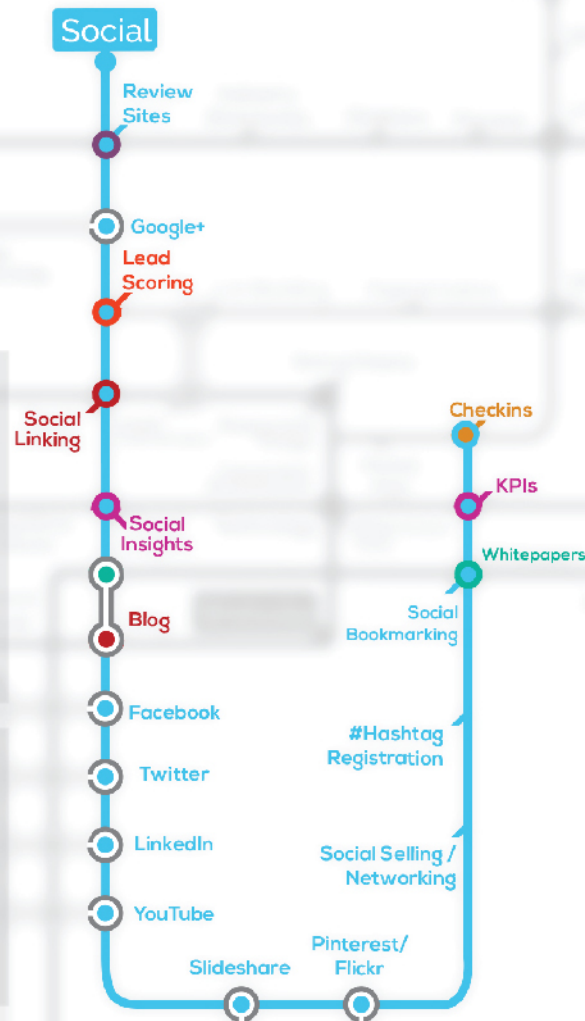 Social
Review
Sites
Google+
Lead
Scoring
Social
Linking
Social
Insights
Blog
Facebook
Twitter
LinkedIn
YouTube
Slideshare
Pinterest/
Flickr
Social Selling /
Networking
#Hashtag
Registration
Social
Bookmarking
Whitepapers
KPIs
Checkins